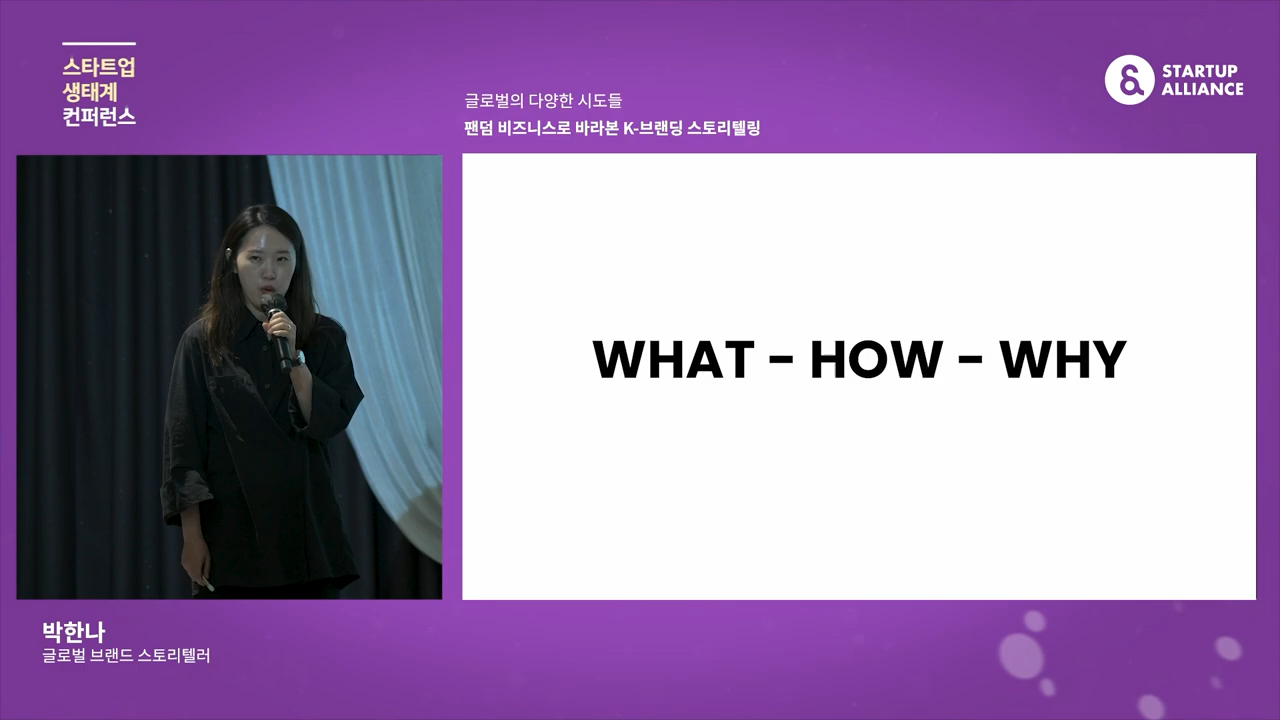 스타트업
생태계
컨퍼런스
글로벌의 다양한 시도들
팬덤 비즈니스로 바라본 K-브랜딩 스토리텔링
STARTUP
ALLIANCE
WHAT - HOW - WHY
박한나
글로벌 브랜드 스토리텔러